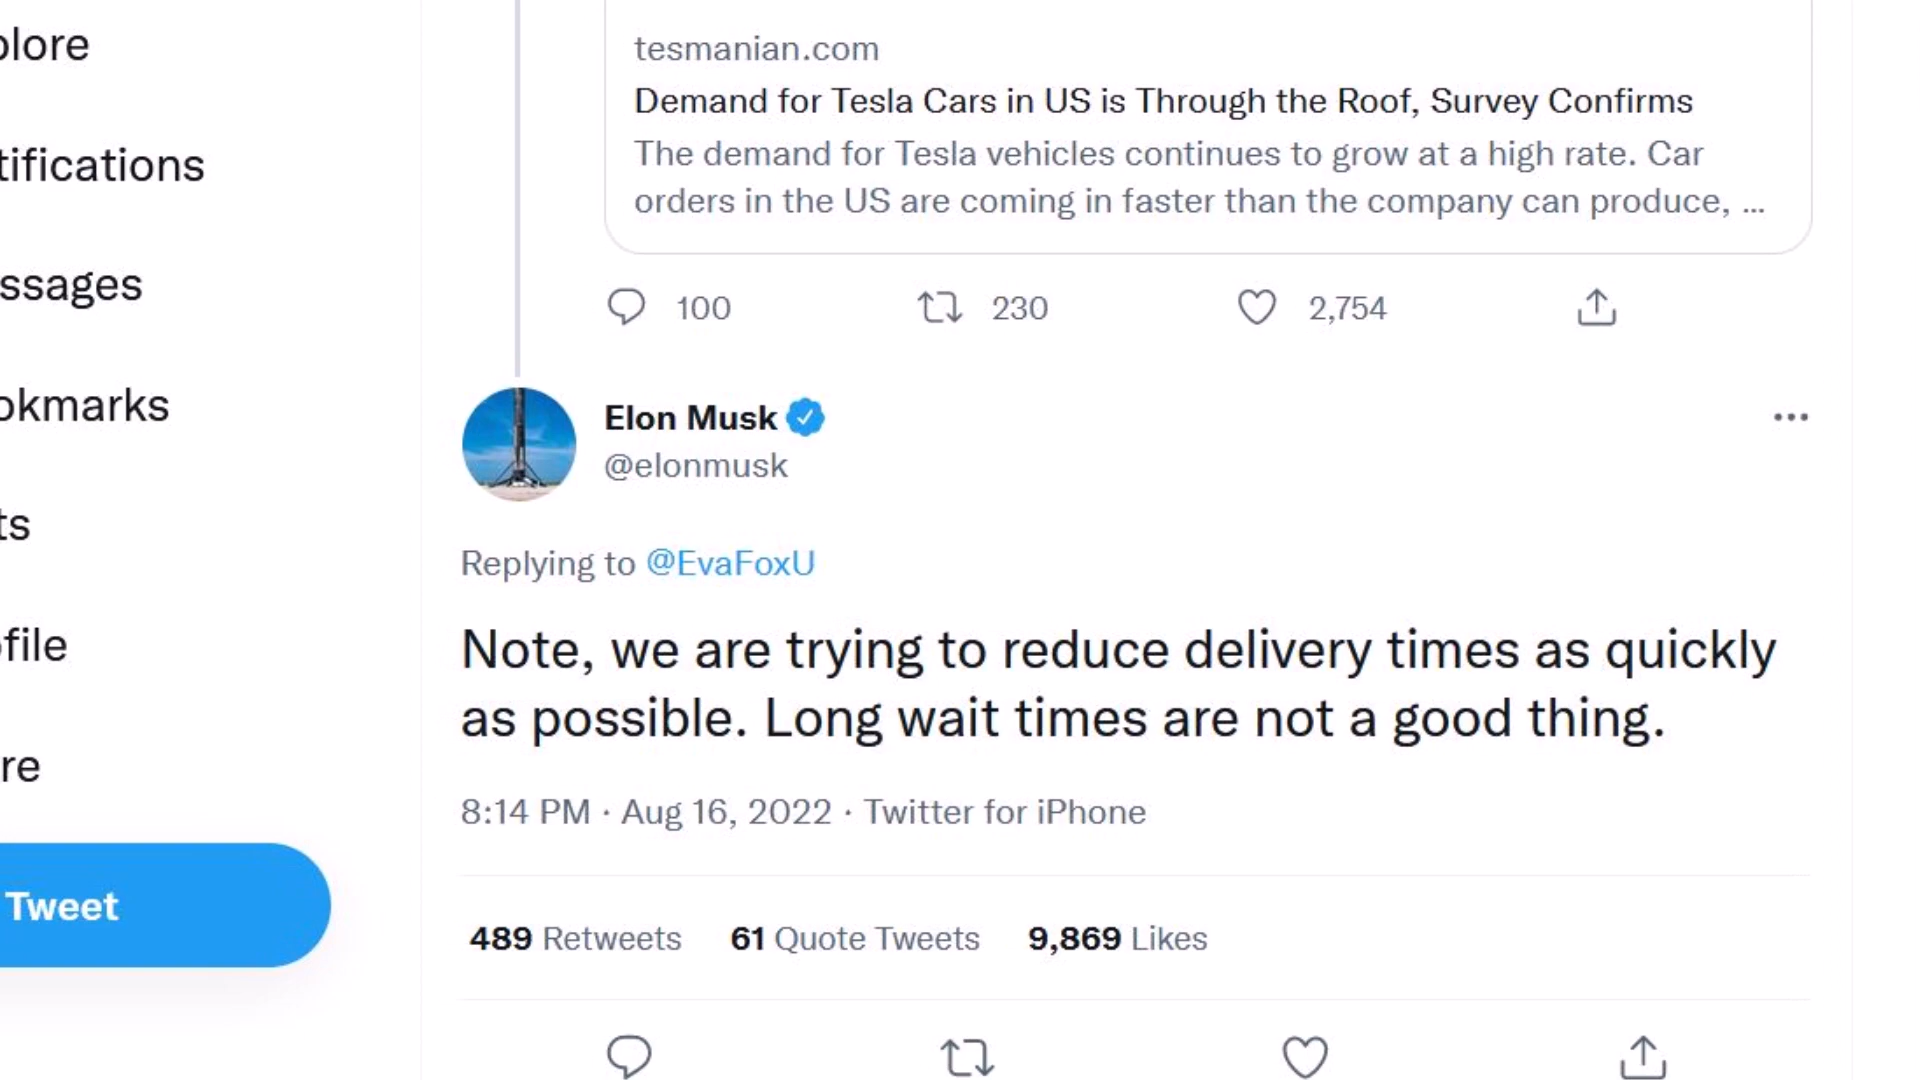 tesmanian.com
Demand for Tesla Cars in US is Through the Roof, Survey Confirms
The demand for Tesla vehicles continues to grow at a high rate. Car
orders in the US are coming in faster than the company can produce, ...
100 230 2,754
plore
tifications
ssages
okmarks
ts
ofile
re
Tweet
Elon Musk
@elonmusk
Replying to @EvaFoxU
Note, we are trying to reduce delivery times as quickly
as possible. Long wait times are not a good thing.
8:14 PM · Aug 16, 2022 · Twitter for iPhone
489 Retweets 61 Quote Tweets 9,869 Likes